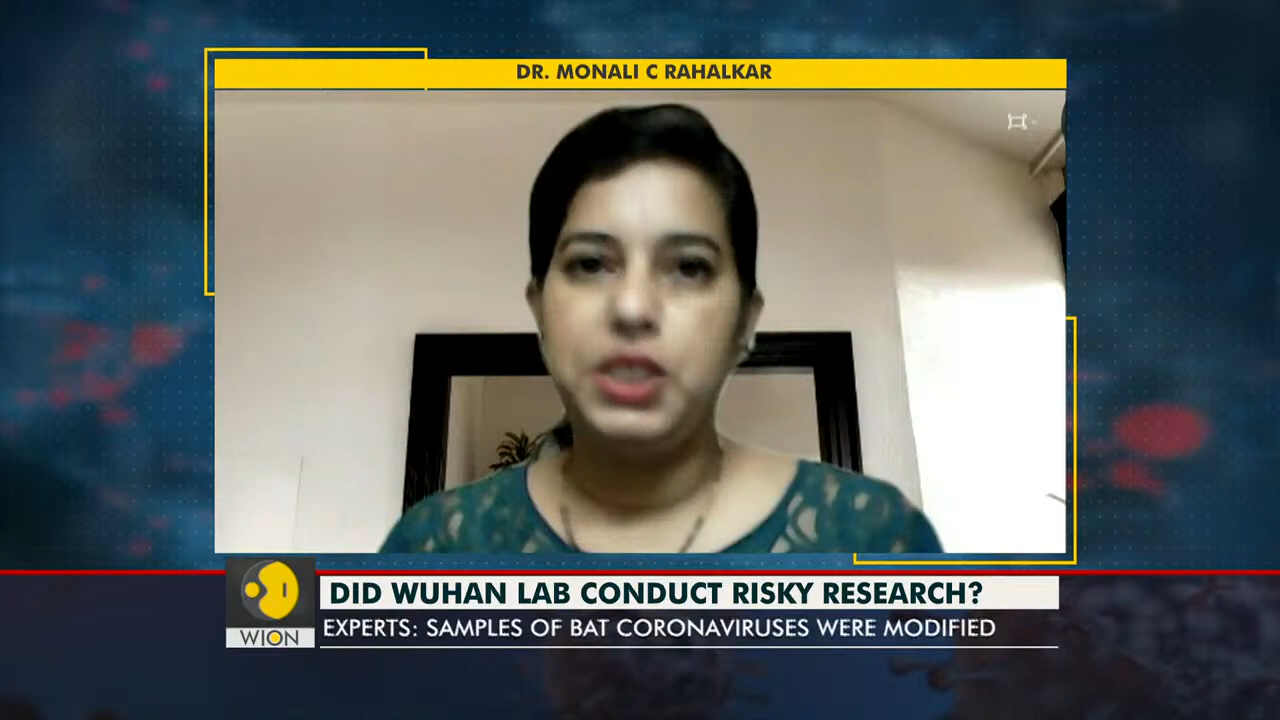 DR. MONALI C RAHALKAR
DID WUHAN LAB CONDUCT RISKY RESEARCH?
EXPERTS: SAMPLES OF BAT CORONAVIRUSES WERE MODIFIED
WION